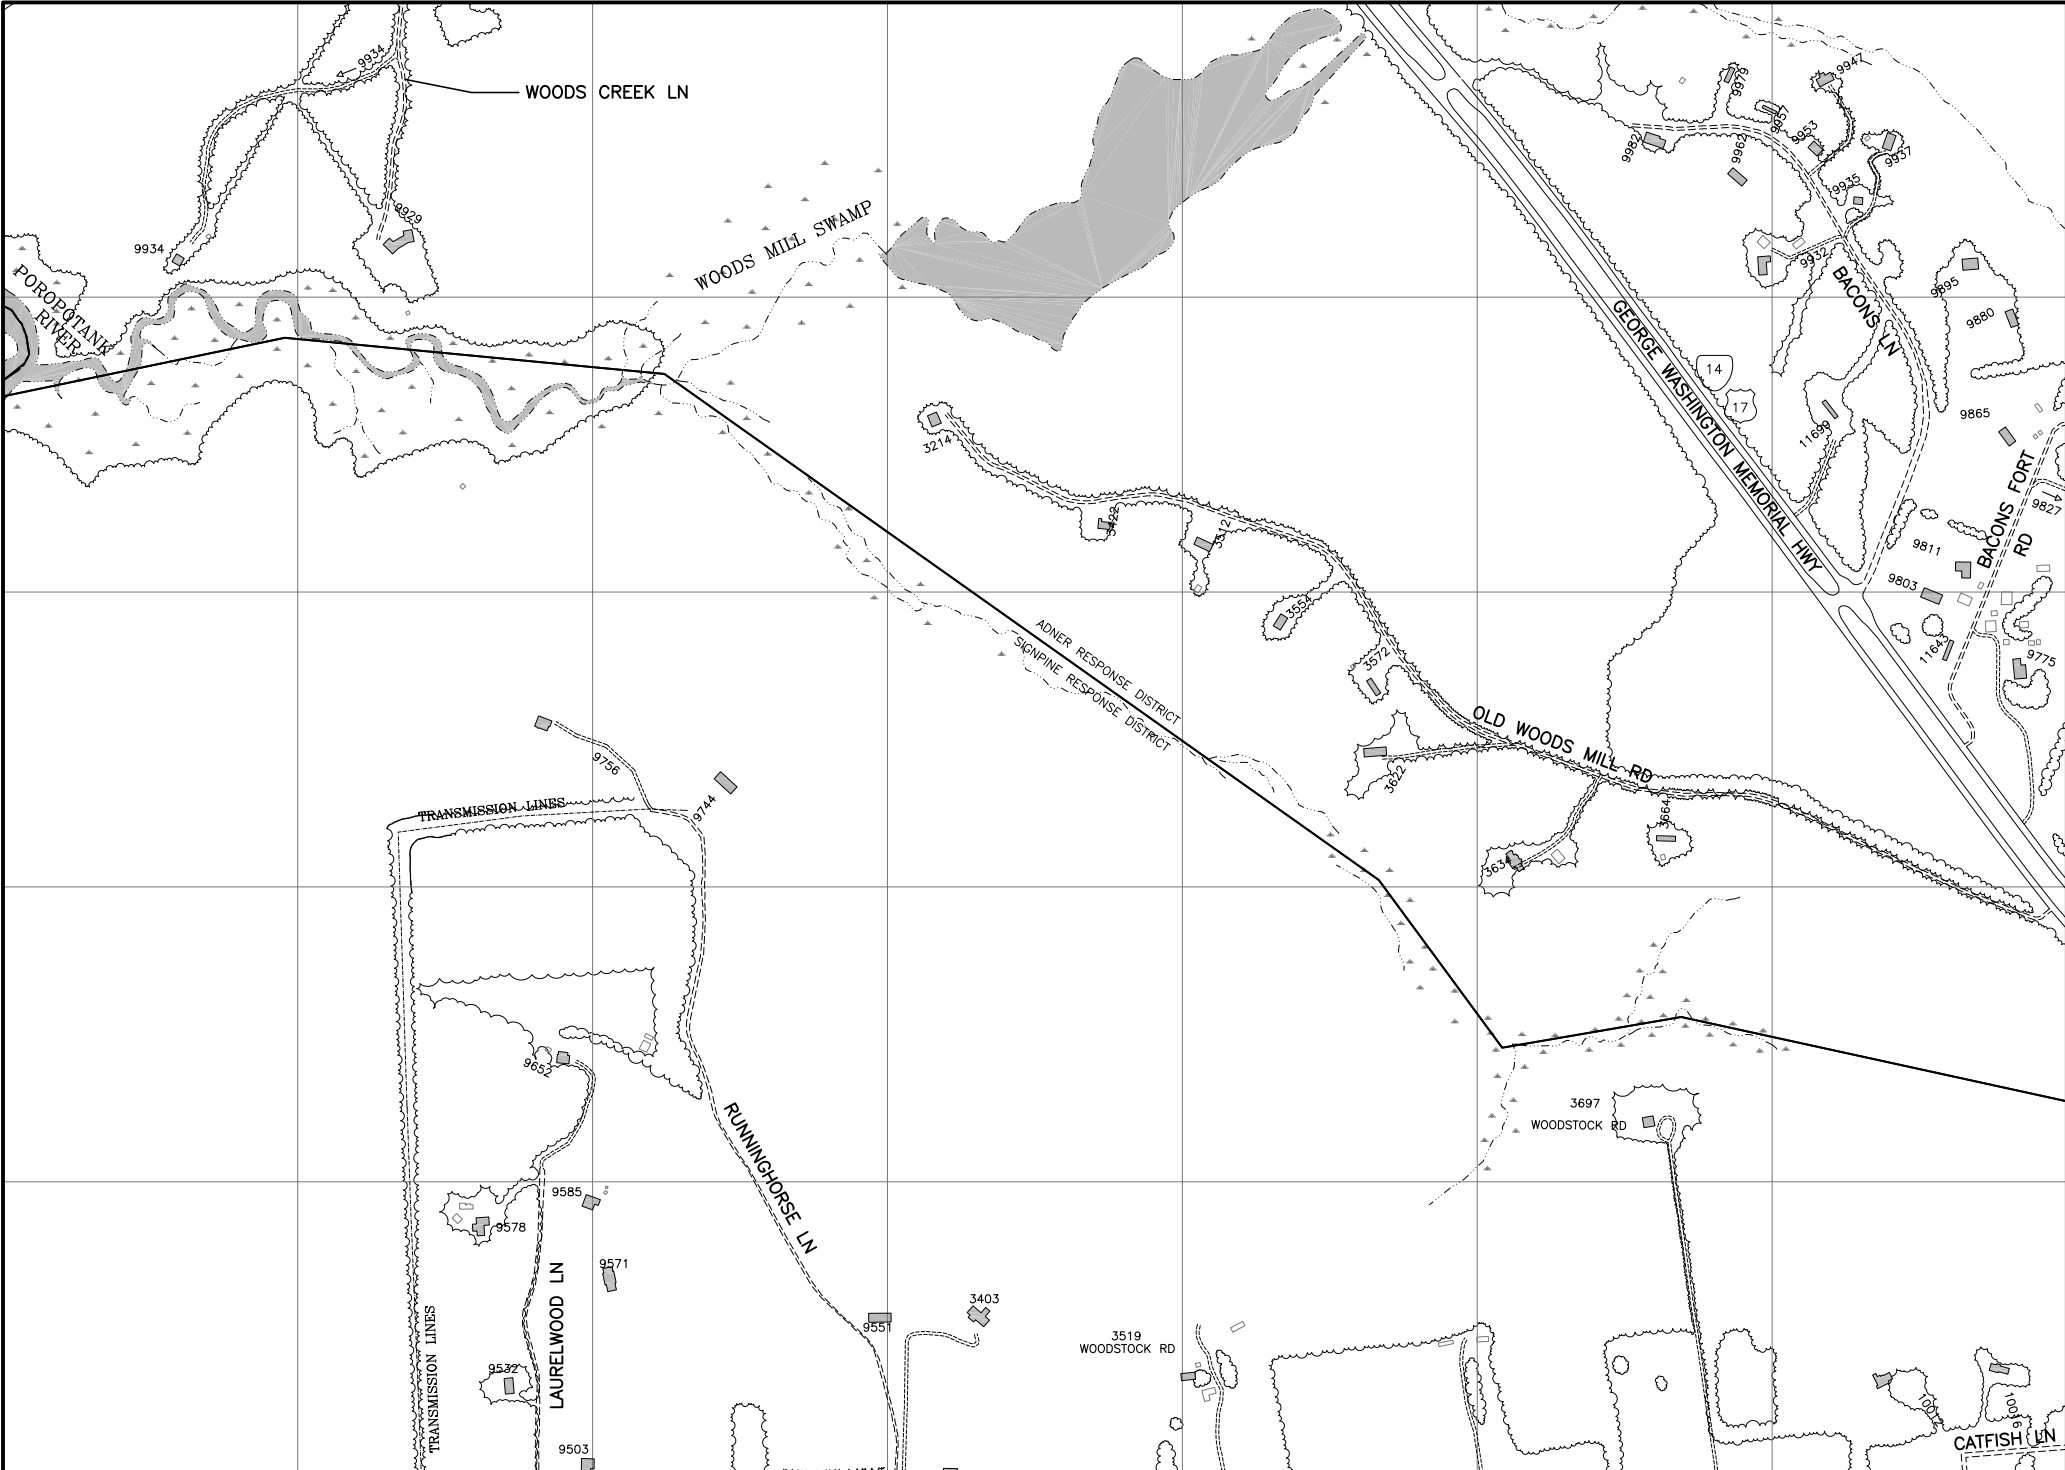 9934
WOODS CREEK LN
9979
9947
9957
9953
9982
9962
9937
9935
9929
9934
WOODS MILL SWAMP
9932
POROPOTANK
RIVER
BACONS LN
9895
9880
GEORGE WASHINGTON MEMORIAL HWY
14
17
9865
11699
3214
BACONS FORT
RD
9827
3422
3512
9811
9803
3554
11643
9775
ADNER RESPONSE DISTRICT
SIGNPINE RESPONSE DISTRICT
3572
OLD WOODS MILL RD
3622
9756
9744
TRANSMISSION LINES
3664
3634
9652
3697
WOODSTOCK RD
RUNNINGHORSE LN
9585
9578
9571
LAURELWOOD LN
TRANSMISSION LINES
3403
9551
3519
WOODSTOCK RD
9532
10012
10016
CATFISH LN
9503